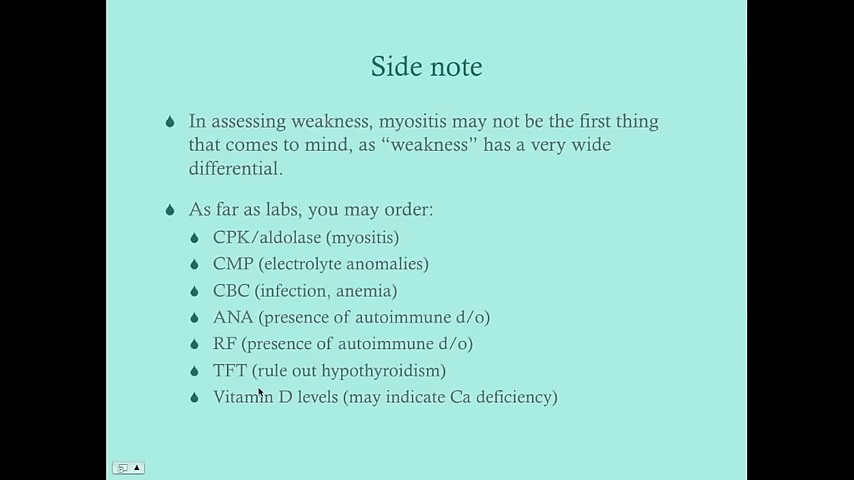 Side note
In assessing weakness, myositis may not be the first thing
that comes to mind, as “weakness” has a very wide
differential.
As far as labs, you may order:
CPK/aldolase (myositis)
CMP (electrolyte anomalies)
CBC (infection, anemia)
ANA (presence of autoimmune d/o)
RF (presence of autoimmune d/o)
TFT (rule out hypothyroidism)
Vitamin D levels (may indicate Ca deficiency)